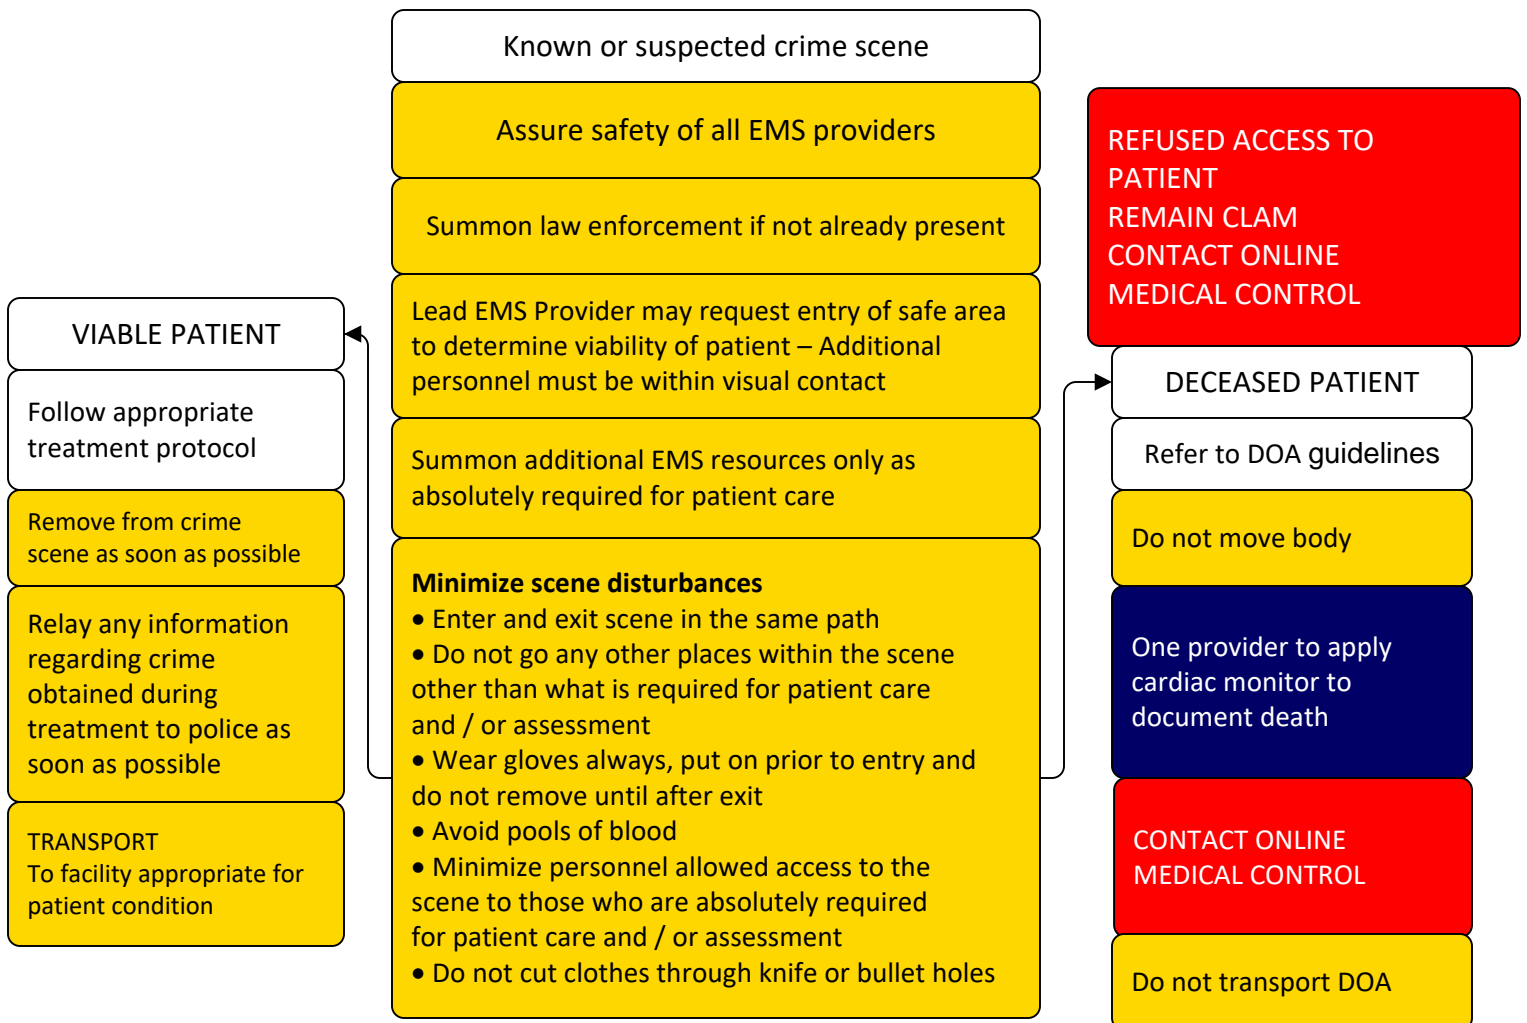 Known or suspected crime scene
Assure safety of all EMS providers
Summon law enforcement if not already present
Lead EMS Provider may request entry of safe area
to determine viability of patient – Additional
personnel must be within visual contact
Summon additional EMS resources only as
absolutely required for patient care
Minimize scene disturbances
• Enter and exit scene in the same path
• Do not go any other places within the scene
other than what is required for patient care
and / or assessment
• Wear gloves always, put on prior to entry and
do not remove until after exit
• Avoid pools of blood
• Minimize personnel allowed access to the
scene to those who are absolutely required
for patient care and / or assessment
• Do not cut clothes through knife or bullet holes
VIABLE PATIENT
Follow appropriate
treatment protocol
Remove from crime
scene as soon as possible
Relay any information
regarding crime
obtained during
treatment to police as
soon as possible
TRANSPORT
To facility appropriate for
patient condition
REFUSED ACCESS TO
PATIENT
REMAIN CLAM
CONTACT ONLINE
MEDICAL CONTROL
DECEASED PATIENT
Refer to DOA guidelines
Do not move body
One provider to apply
cardiac monitor to
document death
CONTACT ONLINE
MEDICAL CONTROL
Do not transport DOA